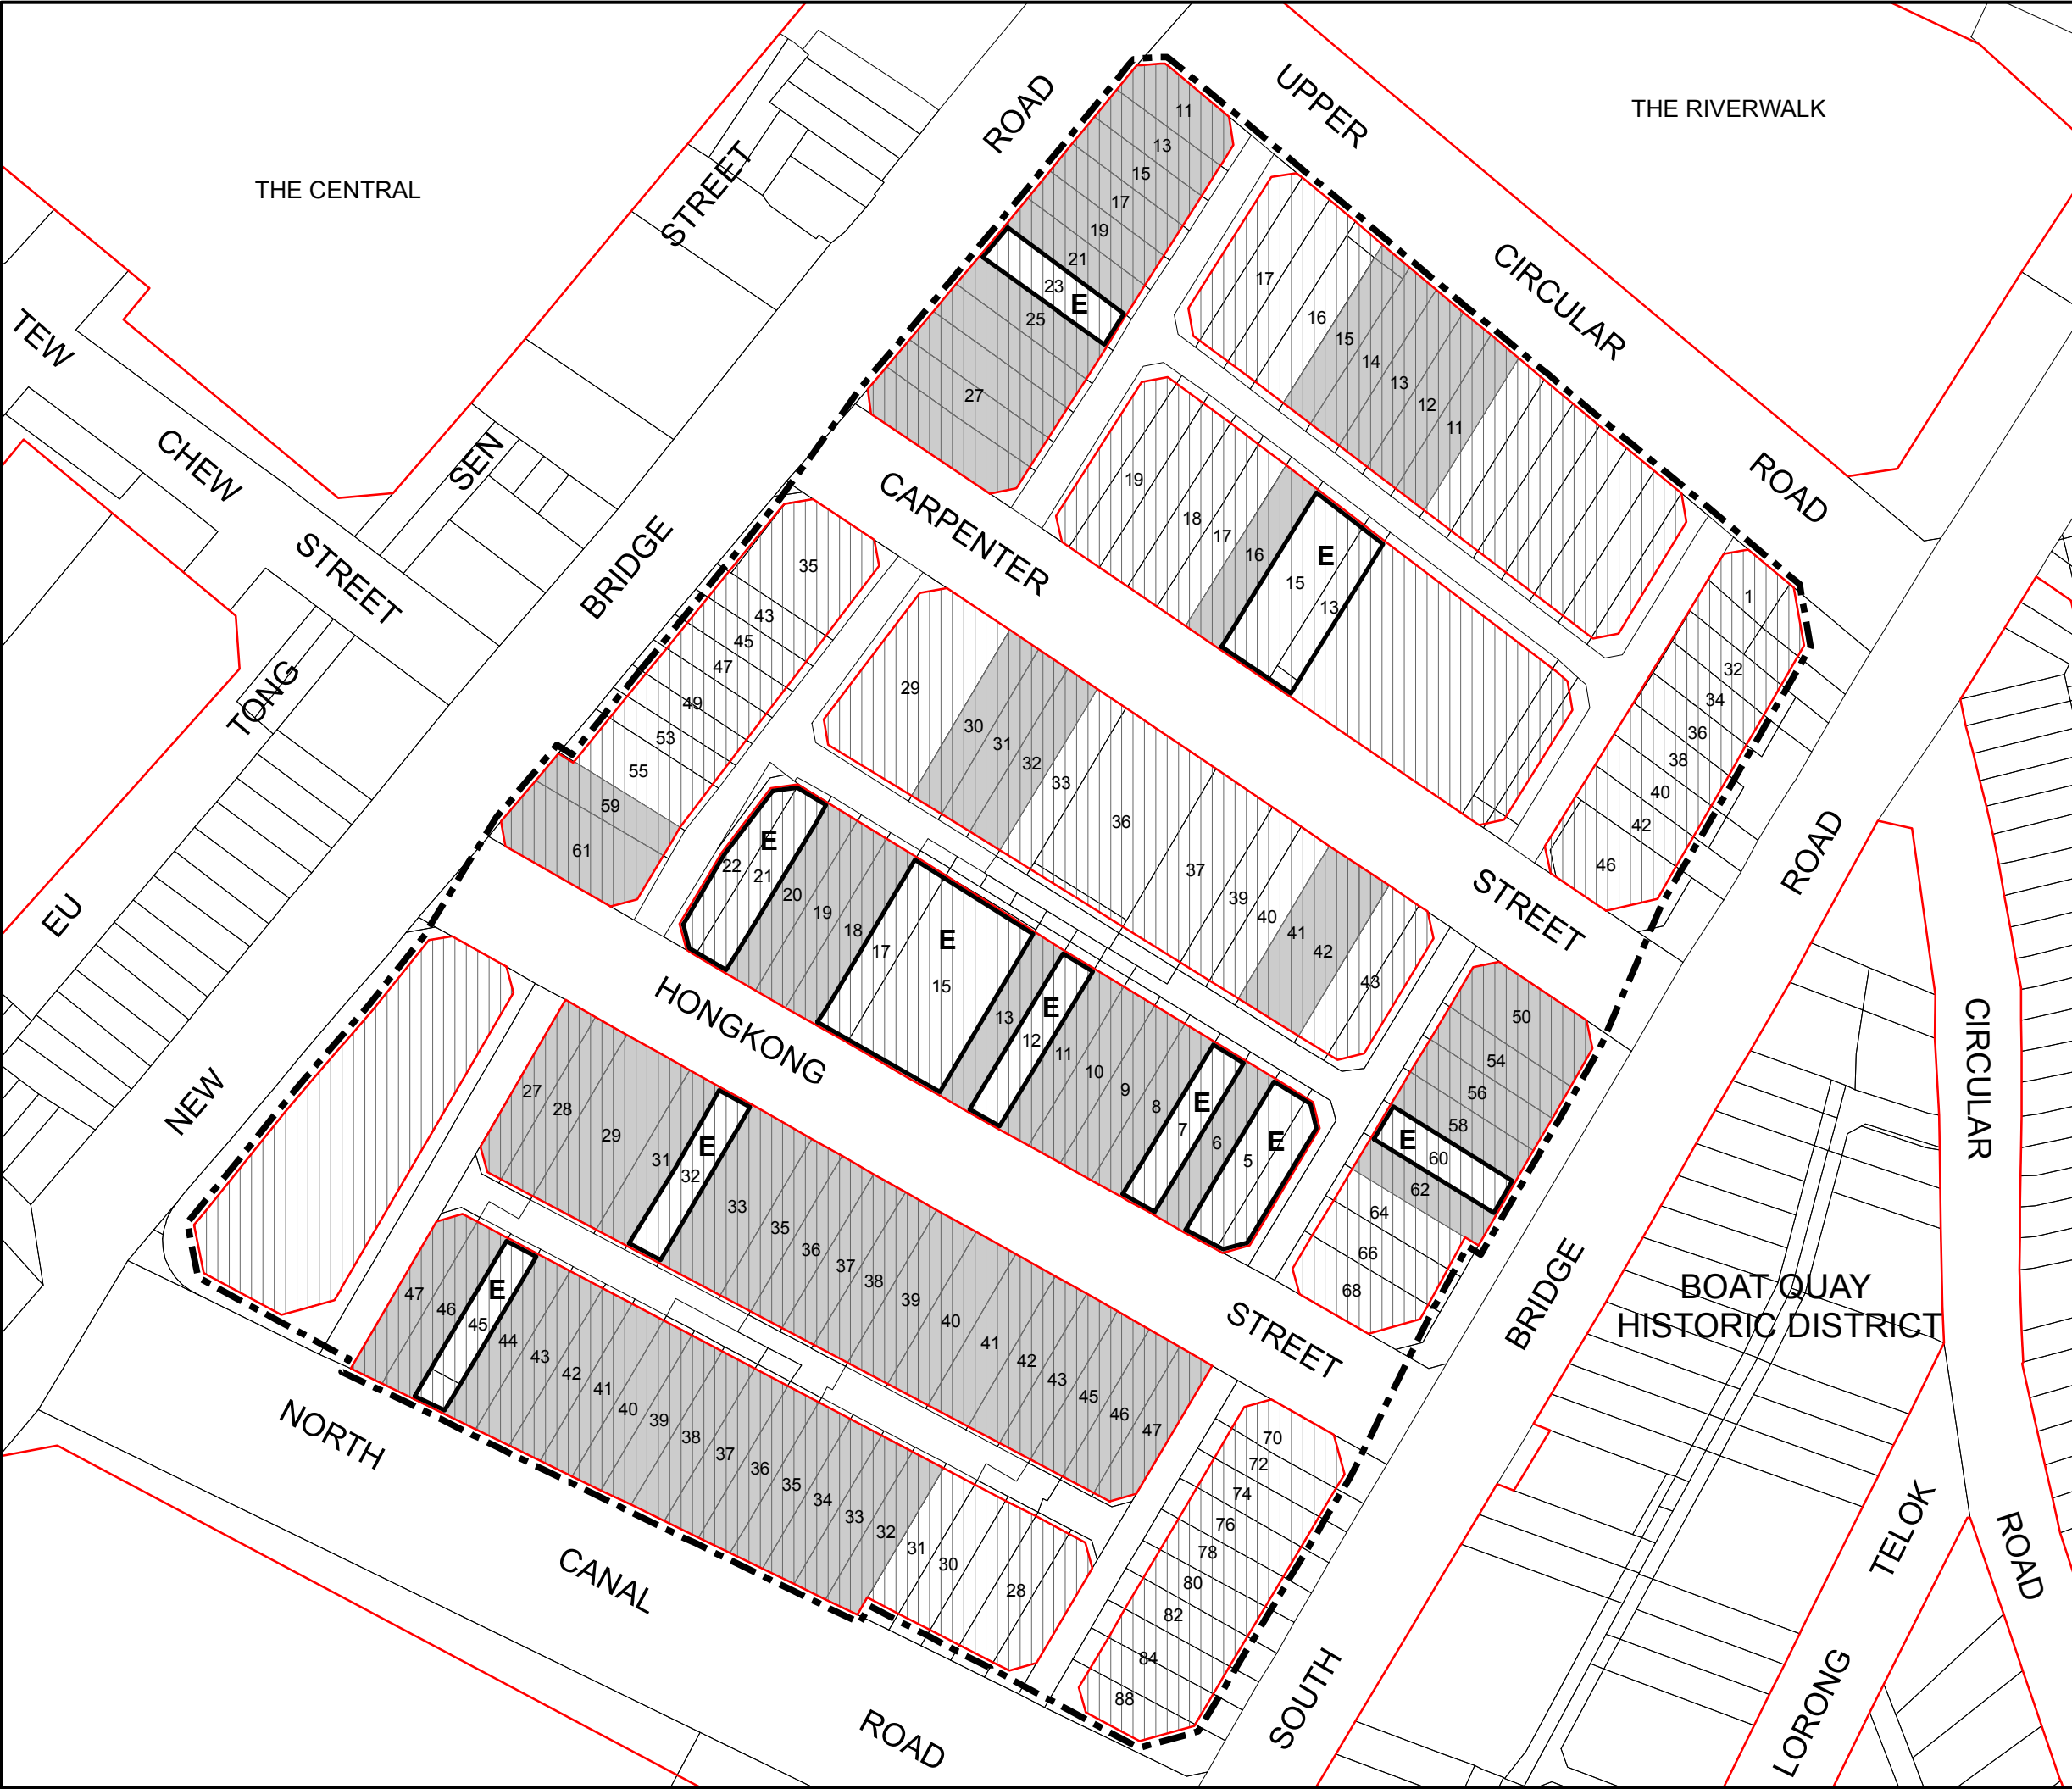 THE CENTRAL
THE RIVERWALK
UPPER
CIRCULAR
ROAD
ROAD
STREET
BRIDGE
SEN
TONG
EU
NEW
TEW
CHEW
STREET
11
13
15
17
19
21
23
E
25
27
17
16
15
14
13
12
11
CARPENTER
STREET
19
18
17
16
15
E
13
1
32
34
36
38
40
42
46
35
43
45
47
49
53
55
59
61
29
30
31
32
33
36
37
39
40
41
42
43
22
E
21
20
19
18
17
E
15
13
E
12
11
10
9
8
E
7
6
E
5
50
54
56
58
E
60
62
64
66
68
HONGKONG
STREET
27
28
29
31
E
32
33
35
36
37
38
39
40
41
42
43
45
46
47
47
46
E
45
44
43
42
41
40
39
38
37
36
35
34
33
32
31
30
28
70
72
74
76
78
80
82
84
88
NORTH
CANAL
ROAD
SOUTH
BRIDGE
ROAD
BOAT QUAY
HISTORIC DISTRICT
CIRCULAR
ROAD
LORONG
TELOK